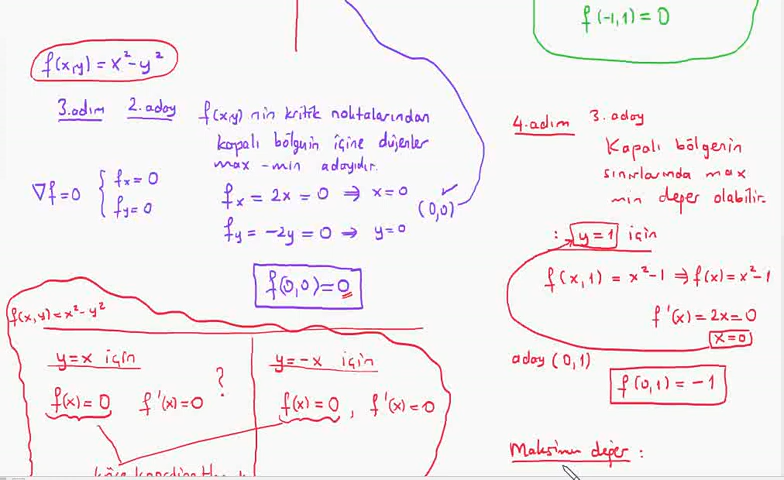 f(-1,1) = 0
f(x,y) = x² - y²
3.adım 2.aday f(x,y) nin kritik noktalarından
kapalı bölgenin içine düşenler
max - min adayıdır.
∇f=0 { fx = 0
fy = 0
fx = 2x = 0 ⇒ x = 0
(0,0) ✓
fy = -2y = 0 → y = 0
f(0,0) = 0
f(x,y) = x² - y²
y = x için
f(x) = 0 f'(x) = 0 ?
y = -x için
f(x) = 0 , f'(x) = 0
4.adım 3. aday
Kapalı bölgenin
sınırlarında max
min değer olabilir.
: y = 1 için
f(x,1) = x² - 1 ⇒ f(x) = x² - 1
f'(x) = 2x = 0
x = 0
aday (0,1)
f(0,1) = -1
Maksimum değer :